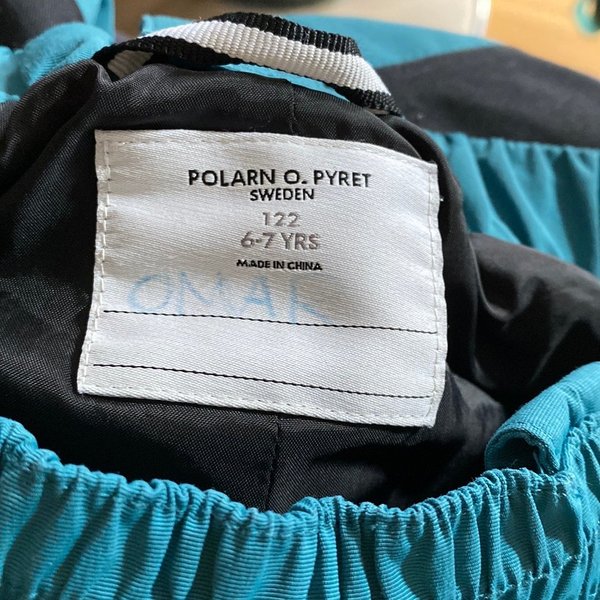 POLARN O. PYRET
SWEDEN
122
6-7 YRS
MADE IN CHINA
OMAR